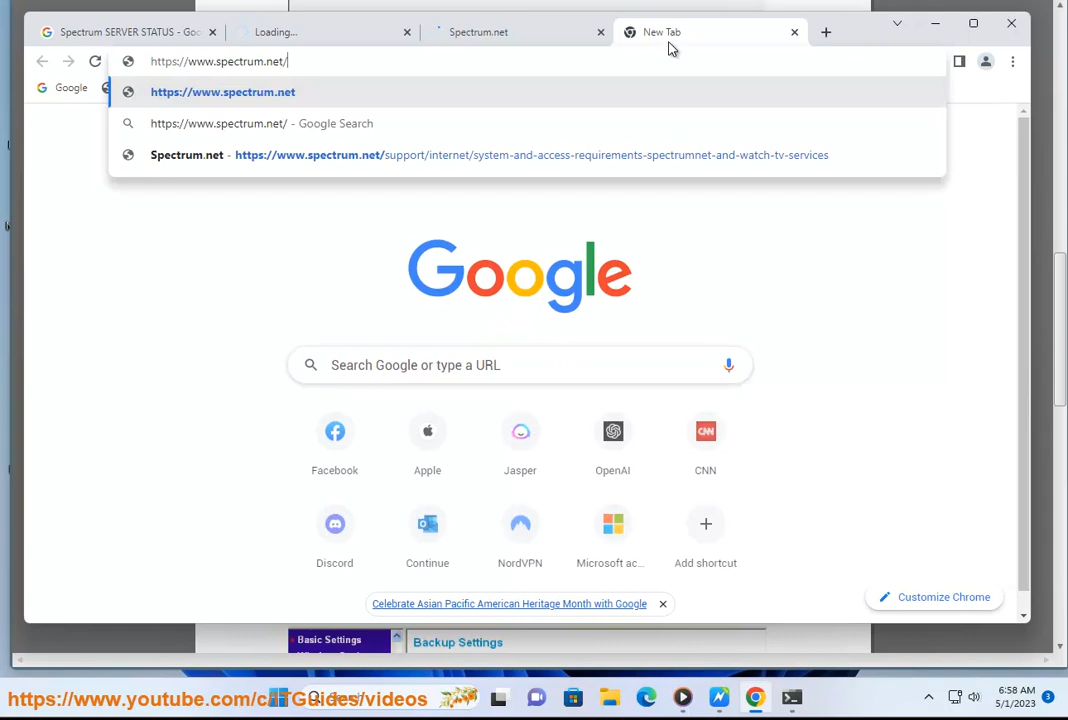 Spectrum SERVER STATUS - Goo
Loading...
Spectrum.net
New Tab
https://www.spectrum.net/
Google
https://www.spectrum.net
https://www.spectrum.net/ - Google Search
Spectrum.net - https://www.spectrum.net/support/internet/system-and-access-requirements-spectrumnet-and-watch-tv-services
Google
Search Google or type a URL
CNN
Facebook Apple Jasper OpenAI CNN
Discord Continue NordVPN Microsoft ac... Add shortcut
Celebrate Asian Pacific American Heritage Month with Google
Customize Chrome
Basic Settings
Backup Settings
https://www.youtube.com/c/ITGuides/videos
6:58 AM
5/1/2023
3